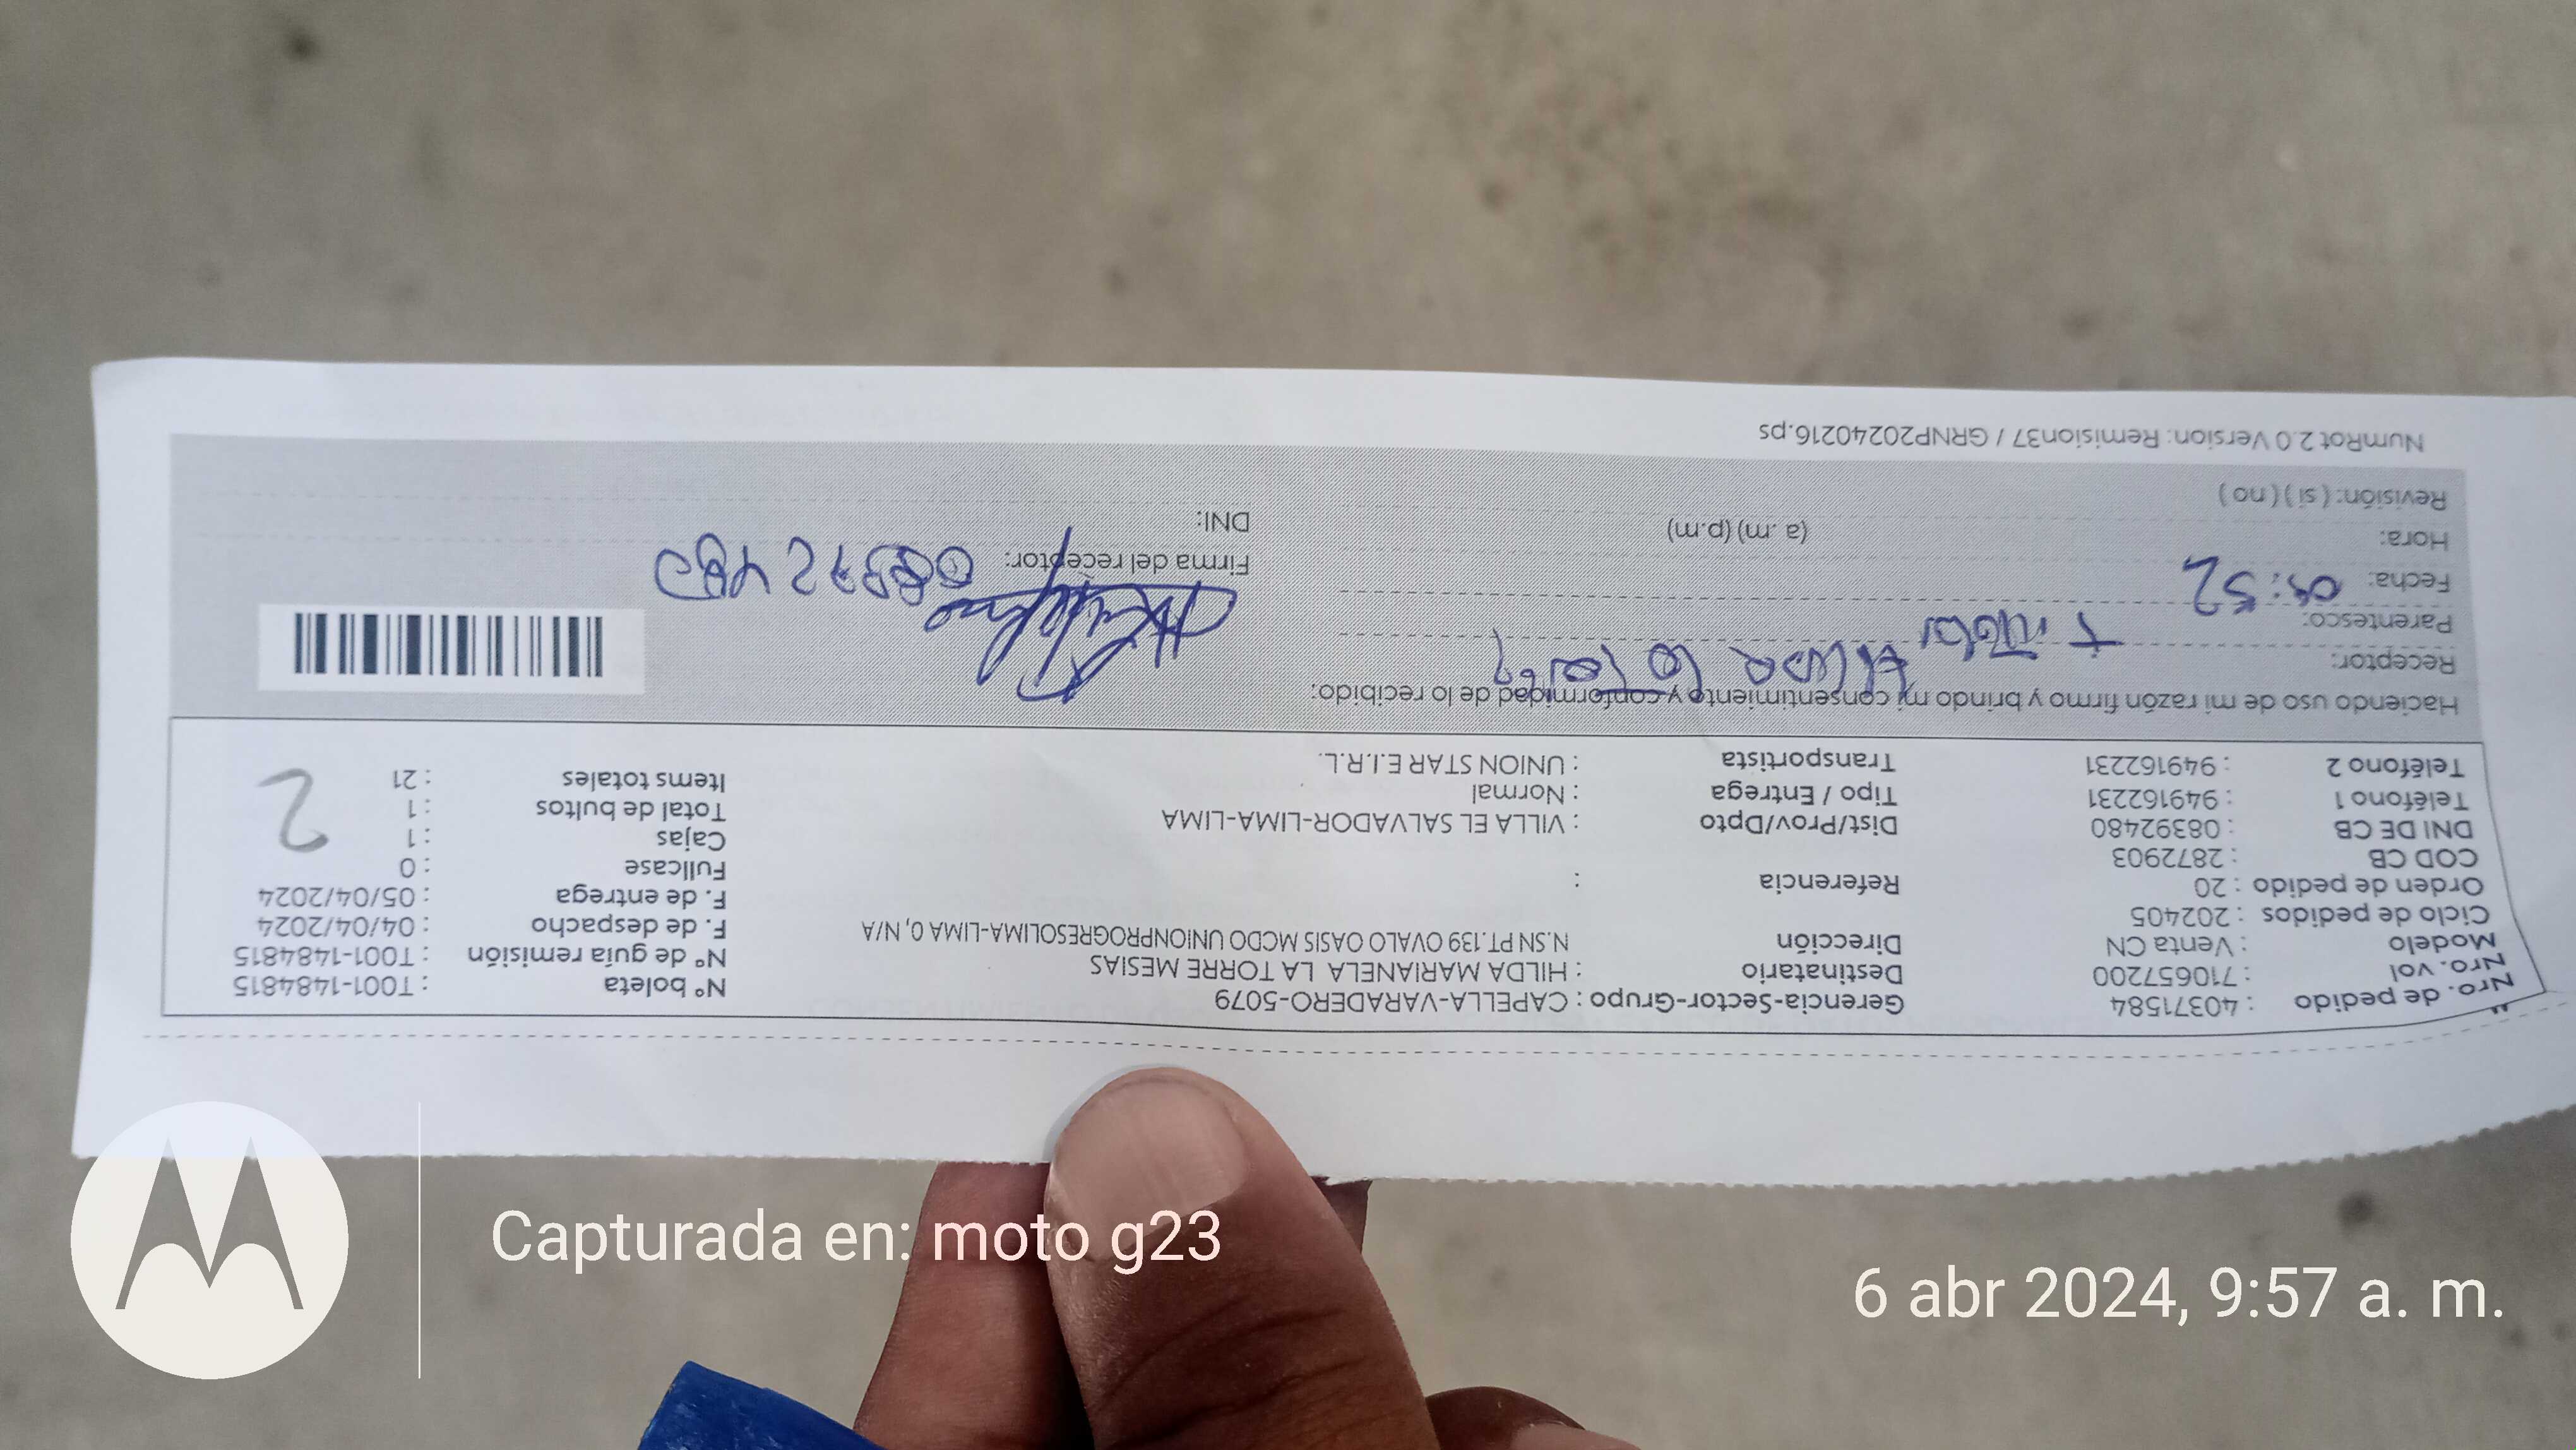 Nro. de pedido : 40371584
Nro. vol : 710657200
Modelo : Venta CN
Ciclo de pedidos : 202405
Orden de pedido : 20
COD CB : 2872903
DNI DE CB : 08392480
Teléfono 1 : 949162231
Teléfono 2 : 949162231
Gerencia-Sector-Grupo : CAPELLA-VARADERO-5079
Destinatario : HILDA MARIANELA LA TORRE MESIAS
Dirección N.SN PT.139 OVALO OASIS MCDO UNIONPROGRESOLIMA-LIMA 0, N/A
Referencia :
Dist/Prov/Dpto : VILLA EL SALVADOR-LIMA-LIMA
Tipo / Entrega : Normal
Transportista : UNION STAR E.I.R.L.
N° boleta : T001-1484815
N° de guía remisión : T001-1484815
F. de despacho : 04/04/2024
F. de entrega : 05/04/2024
Fullcase : 0
Cajas : 1
Total de bultos : 1
Items totales : 21
2
Haciendo uso de mi razón firmo y brindo mi consentimiento y conformidad de lo recibido:
Receptor:
Parentesco:
Fecha:
Hora: (a. m) (p.m)
Revisión: ( si ) ( no )
Firma del receptor:
DNI:
NumRot 2.0 Version: Remision37 / GRNP20240216.ps
Capturada en: moto g23
6 abr 2024, 9:57 a. m.